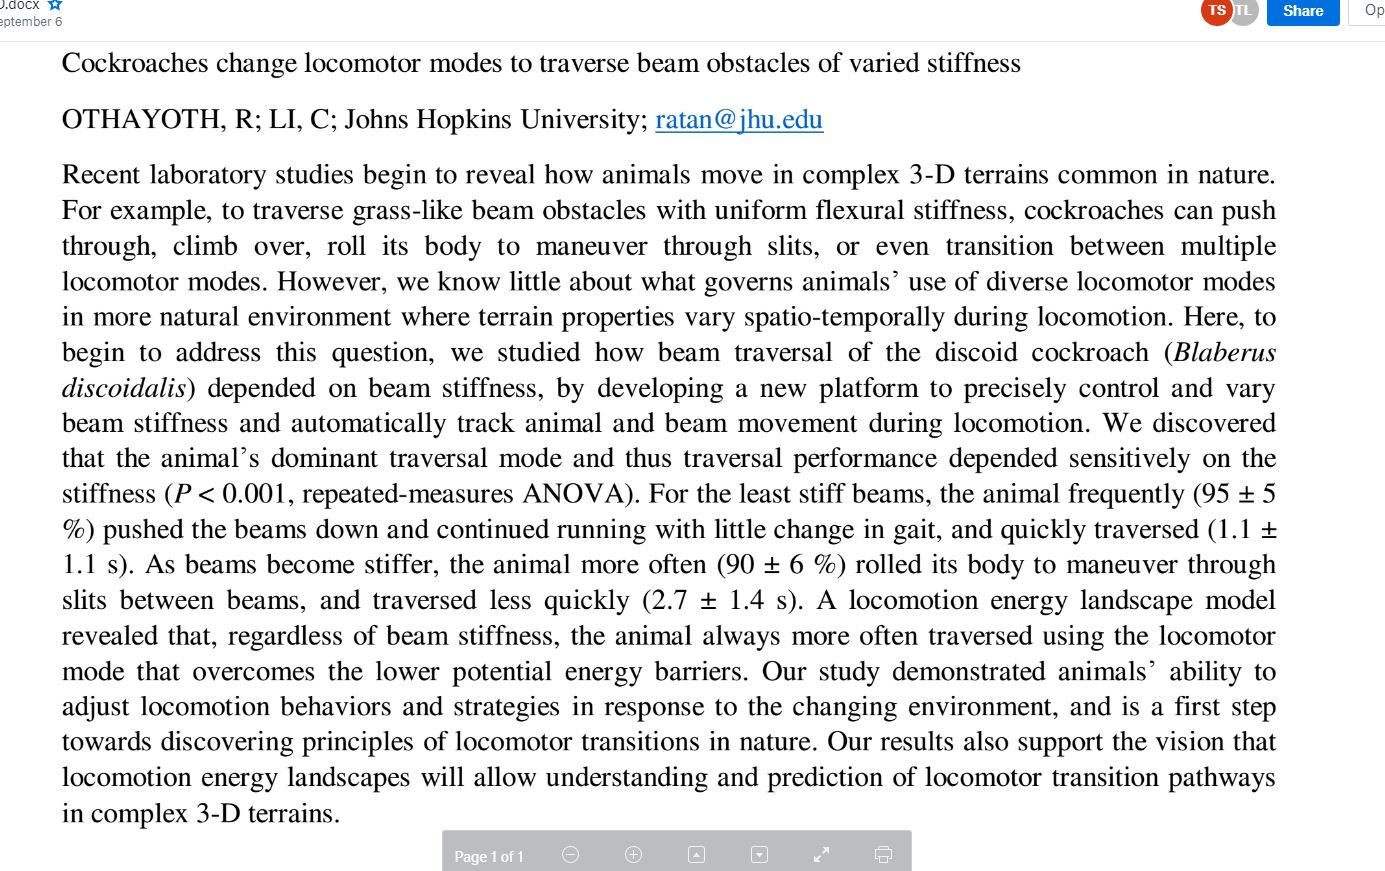 .docx
eptember 6
TS TL Share Op
Cockroaches change locomotor modes to traverse beam obstacles of varied stiffness
OTHAYOTH, R; LI, C; Johns Hopkins University; ratan@jhu.edu
Recent laboratory studies begin to reveal how animals move in complex 3-D terrains common in nature.
For example, to traverse grass-like beam obstacles with uniform flexural stiffness, cockroaches can push
through, climb over, roll its body to maneuver through slits, or even transition between multiple
locomotor modes. However, we know little about what governs animals’ use of diverse locomotor modes
in more natural environment where terrain properties vary spatio-temporally during locomotion. Here, to
begin to address this question, we studied how beam traversal of the discoid cockroach (Blaberus
discoidalis) depended on beam stiffness, by developing a new platform to precisely control and vary
beam stiffness and automatically track animal and beam movement during locomotion. We discovered
that the animal’s dominant traversal mode and thus traversal performance depended sensitively on the
stiffness (P < 0.001, repeated-measures ANOVA). For the least stiff beams, the animal frequently (95 ± 5
%) pushed the beams down and continued running with little change in gait, and quickly traversed (1.1 ±
1.1 s). As beams become stiffer, the animal more often (90 ± 6 %) rolled its body to maneuver through
slits between beams, and traversed less quickly (2.7 ± 1.4 s). A locomotion energy landscape model
revealed that, regardless of beam stiffness, the animal always more often traversed using the locomotor
mode that overcomes the lower potential energy barriers. Our study demonstrated animals’ ability to
adjust locomotion behaviors and strategies in response to the changing environment, and is a first step
towards discovering principles of locomotor transitions in nature. Our results also support the vision that
locomotion energy landscapes will allow understanding and prediction of locomotor transition pathways
in complex 3-D terrains.
Page 1 of 1